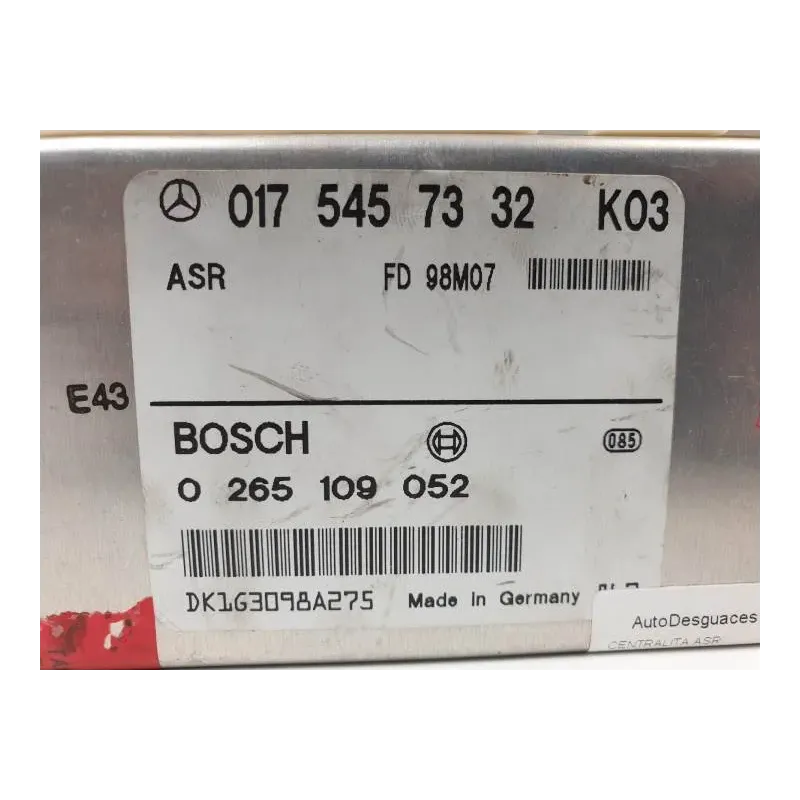 017 545 73 32 K03
ASR FD 98M07
E43
BOSCH 085
0 265 109 052
DK1G3098A275 Made in Germany
AutoDesguaces
CENTRALITA ASR